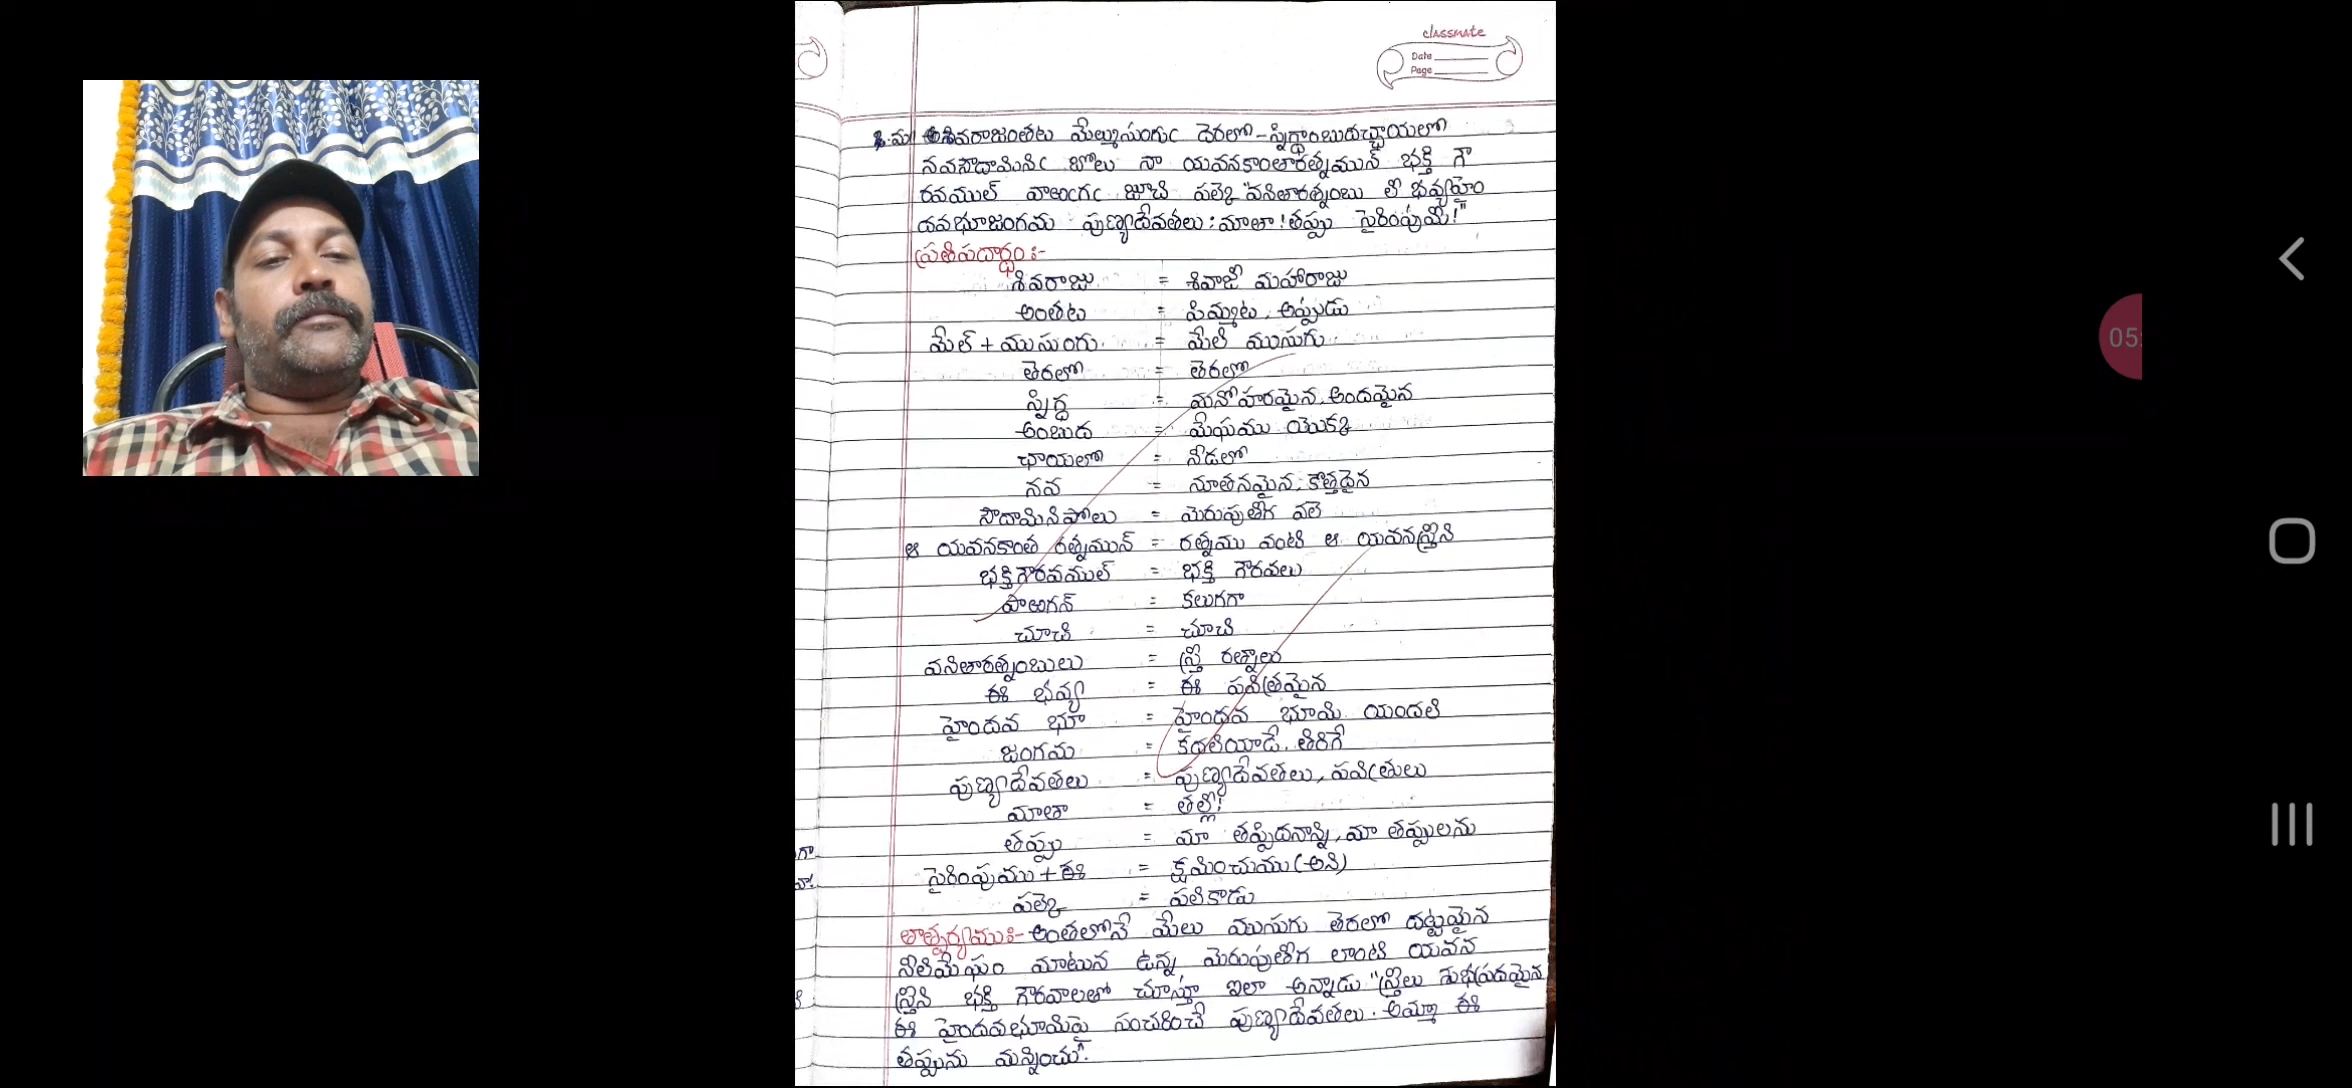 classmate
Date
Page
శి.మ॥ శివరాజంతట మేల్ముసుంగుఁ దెరలో-స్నిగ్ధాంబుదచ్ఛాయలో
నవసౌదామినిఁ బోలు నా యవనకాంతారత్నమున్ భక్తి గౌ
రవముల్ వాఱఁగఁ జూచి పల్కె "వనితారత్నంబు లీ భవ్యహైం
దవభూజంగమ పుణ్యదేవతలు : మాతా ! తప్పు సైరింపుమీ!"
ప్రతిపదార్థం :-
శివరాజు = శివాజీ మహారాజు
అంతట = పిమ్మట, అప్పుడు
మేల్ + ముసుంగు = మేలి ముసుగు
తెరలో = తెరలో
స్నిగ్ధ = మనోహరమైన, అందమైన
అంబుద = మేఘము యొక్క
ఛాయలో = నీడలో
నవ = నూతనమైన, కొత్తదైన
సౌదామినిపోలు = మెరుపుతీగ వలె
ఆ యవనకాంత రత్నమున్ = రత్నము వంటి ఆ యవనస్త్రీని
భక్తిగౌరవముల్ = భక్తి గౌరవలు
పాఱగన్ = కలుగగా
చూచి = చూచి
వనితారత్నంబులు = స్త్రీ రత్నాలు
ఈ భవ్య = ఈ పవిత్రమైన
హైందవ భూ = హైందవ భూమి యందలి
జంగమ = కదలియాడే, తిరిగే
పుణ్యదేవతలు = పుణ్యదేవతలు, పవిత్రులు
మాతా = తల్లీ!
తప్పు = మా తప్పిదనాన్ని, మా తప్పులను
సైరింపుము + ఈ = క్షమించుము (అని)
పల్కె = పలికాడు
తాత్పర్యము :- అంతలోనే మేలు ముసుగు తెరలో దట్టమైన
నీలిమేఘం మాటున ఉన్న మెరుపుతీగ లాంటి యవన
స్త్రీని భక్తి గౌరవాలతో చూస్తూ ఇలా అన్నాడు "స్త్రీలు శుభప్రదమైన
ఈ హైందవభూమిపై సంచరించే పుణ్యదేవతలు. అమ్మా ఈ
తప్పును మన్నించు".
05: